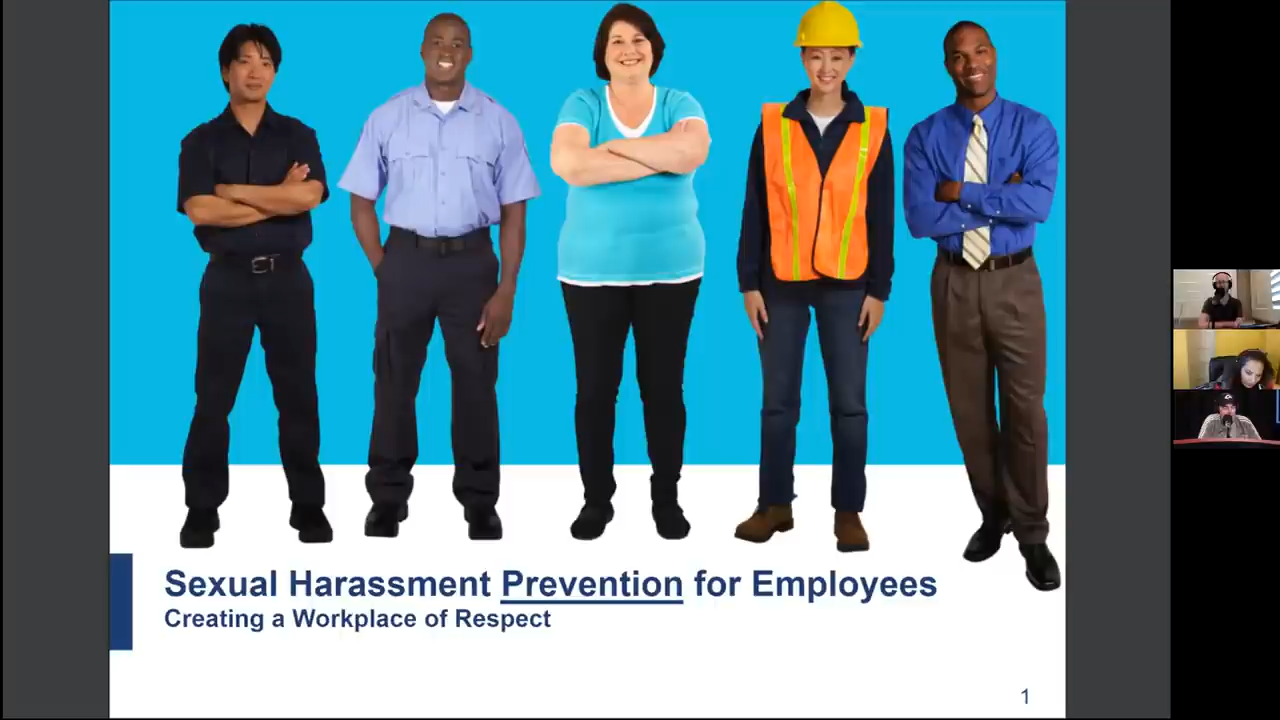 Sexual Harassment Prevention for Employees
Creating a Workplace of Respect
1